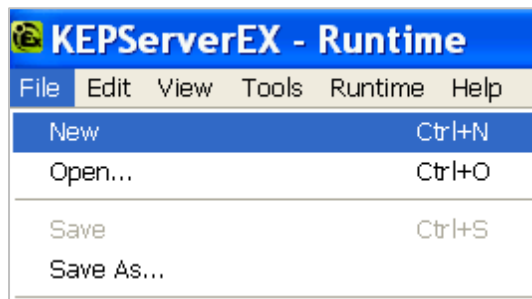 KEPServerEX - Runtime
File Edit View Tools Runtime Help
New Ctrl+N
Open... Ctrl+O
Save Ctrl+S
Save As...